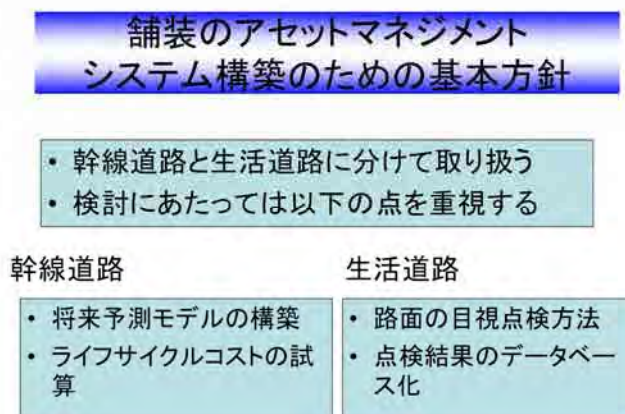 舗装のアセットマネジメント
システム構築のための基本方針
• 幹線道路と生活道路に分けて取り扱う
• 検討にあたっては以下の点を重視する
幹線道路
• 将来予測モデルの構築
• ライフサイクルコストの試
算
生活道路
• 路面の目視点検方法
• 点検結果のデータベー
ス化